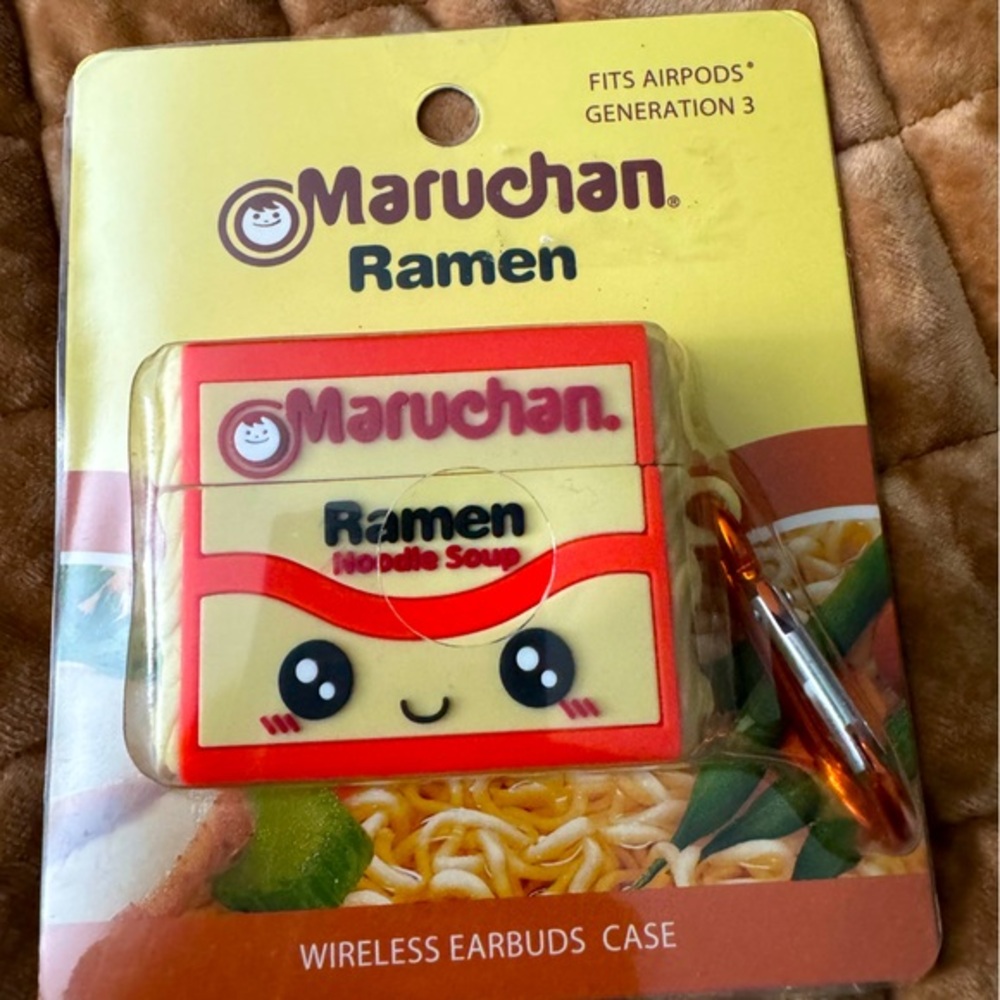 FITS AIRPODS®
GENERATION 3
Maruchan®
Ramen
Maruchan.
Ramen
Noodle Soup
WIRELESS EARBUDS CASE